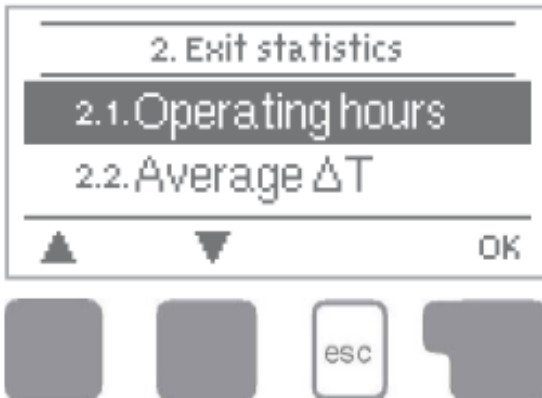 2. Exit statistics
2.1. Operating hours
2.2. Average ΔT
▲ ▼ OK
esc